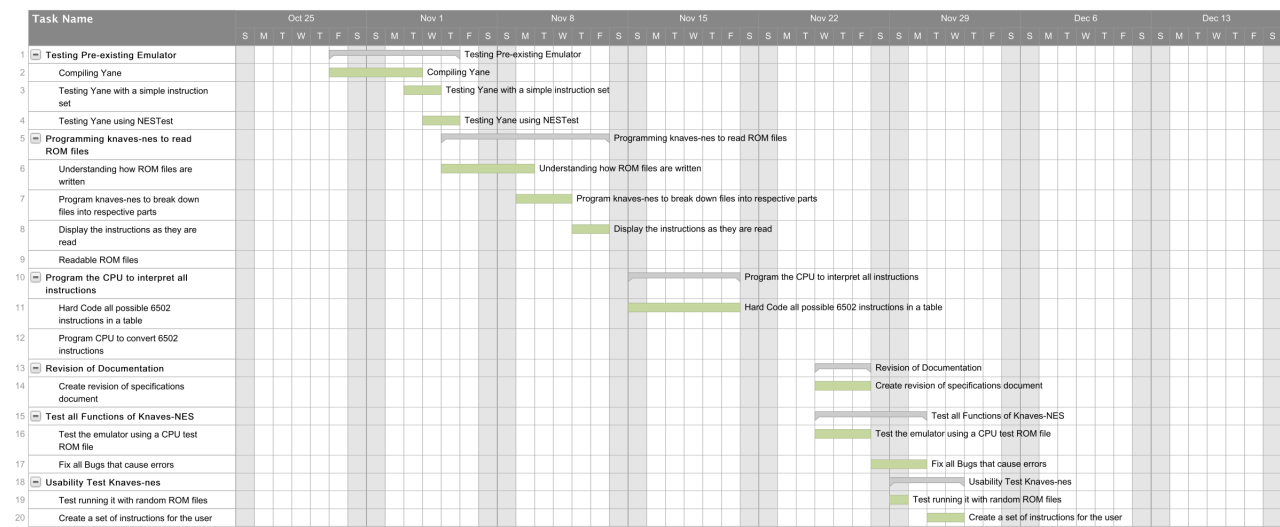 Task Name Oct 25 Nov 1 Nov 8 Nov 15 Nov 22 Nov 29 Dec 6 Dec 13
S M T W T F S S M T W T F S S M T W T F S S M T W T F S S M T W T F S S M T W T F S S M T W T F S S M T W T F S
1 Testing Pre-existing Emulator Testing Pre-existing Emulator
2 Compiling Yane Compiling Yane
3 Testing Yane with a simple instruction Testing Yane with a simple instruction set
set
4 Testing Yane using NESTest Testing Yane using NESTest
5 Programming knaves-nes to read Programming knaves-nes to read ROM files
ROM files
6 Understanding how ROM files are Understanding how ROM files are written
written
7 Program knaves-nes to break down Program knaves-nes to break down files into respective parts
files into respective parts
8 Display the instructions as they are Display the instructions as they are read
read
9 Readable ROM files
10 Program the CPU to interpret all Program the CPU to interpret all instructions
instructions
11 Hard Code all possible 6502 Hard Code all possible 6502 instructions in a table
instructions in a table
12 Program CPU to convert 6502
instructions
13 Revision of Documentation Revision of Documentation
14 Create revision of specifications Create revision of specifications document
document
15 Test all Functions of Knaves-NES Test all Functions of Knaves-NES
16 Test the emulator using a CPU test Test the emulator using a CPU test ROM file
ROM file
17 Fix all Bugs that cause errors Fix all Bugs that cause errors
18 Usability Test Knaves-nes Usability Test Knaves-nes
19 Test running it with random ROM files Test running it with random ROM files
20 Create a set of instructions for the user Create a set of instructions for the user